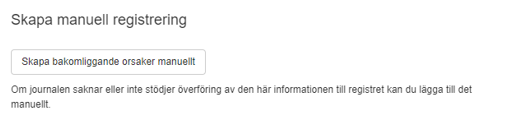 Skapa manuell registrering
Skapa bakomliggande orsaker manuellt
Om journalen saknar eller inte stödjer överföring av den här informationen till registret kan du lägga till det
manuellt.